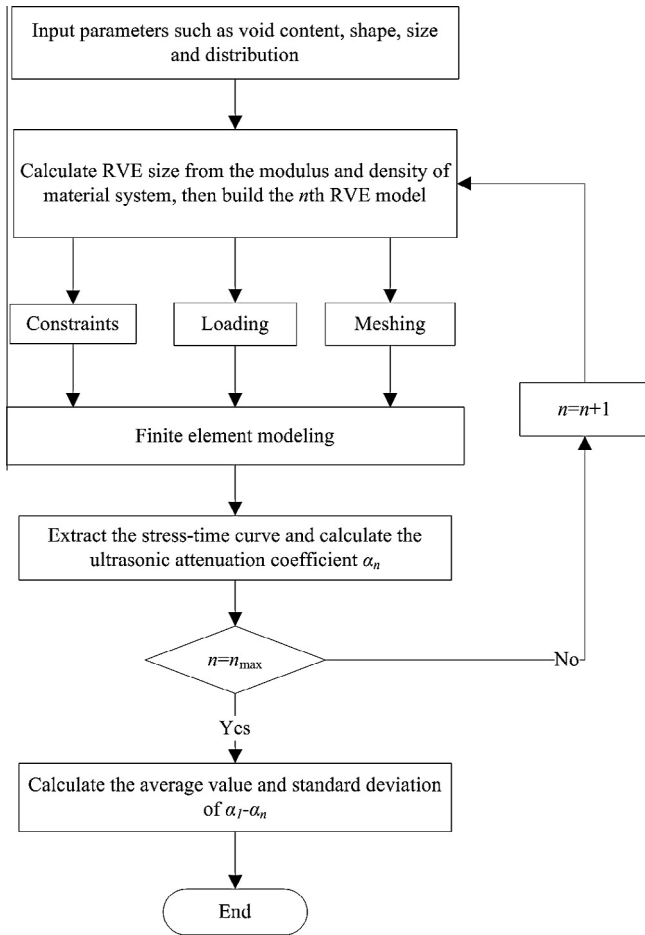 Input parameters such as void content, shape, size
and distribution
Calculate RVE size from the modulus and density of
material system, then build the nth RVE model
Constraints
Loading
Meshing
n=n+1
Finite element modeling
Extract the stress-time curve and calculate the
ultrasonic attenuation coefficient αn
n=nmax
No
Yes
Calculate the average value and standard deviation
of α1-αn
End